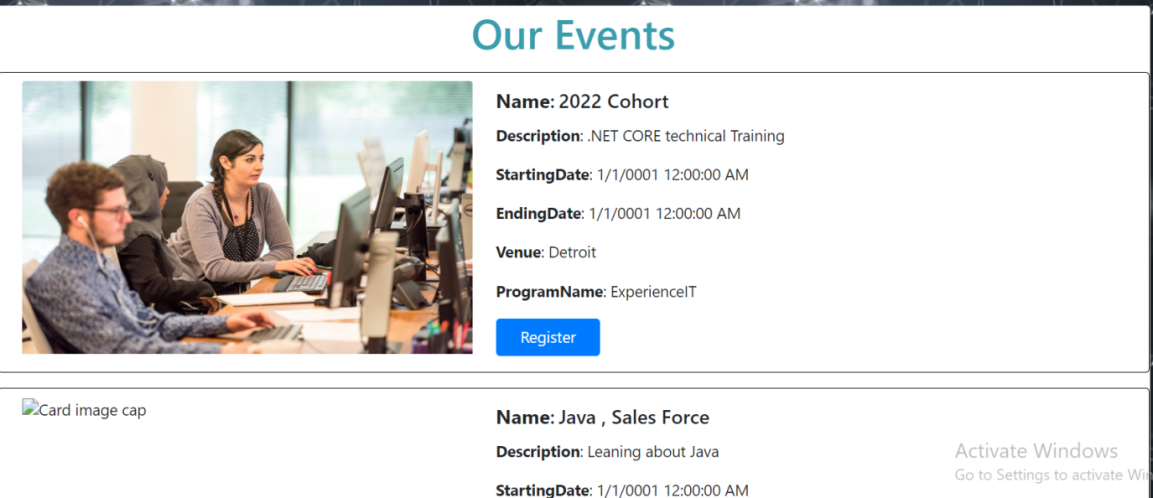 Our Events
Name: 2022 Cohort
Description: .NET CORE technical Training
StartingDate: 1/1/0001 12:00:00 AM
EndingDate: 1/1/0001 12:00:00 AM
Venue: Detroit
ProgramName: ExperienceIT
Register
Card image cap
Name: Java , Sales Force
Description: Leaning about Java
StartingDate: 1/1/0001 12:00:00 AM
Activate Windows
Go to Settings to activate Win